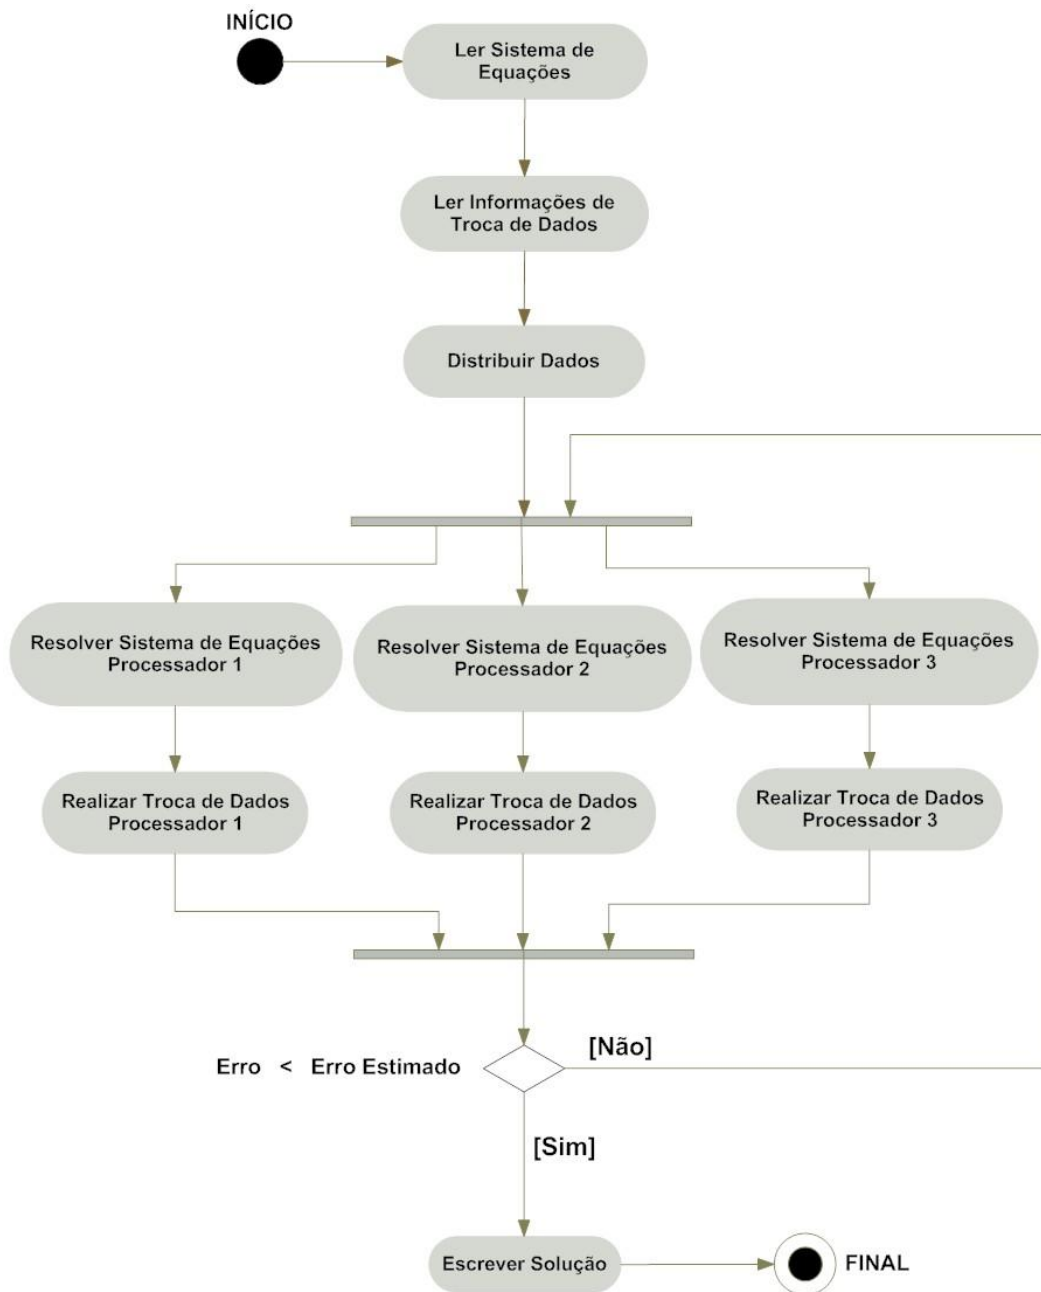 INÍCIO
Ler Sistema de
Equações
Ler Informações de
Troca de Dados
Distribuir Dados
Resolver Sistema de Equações
Processador 1
Resolver Sistema de Equações
Processador 2
Resolver Sistema de Equações
Processador 3
Realizar Troca de Dados
Processador 1
Realizar Troca de Dados
Processador 2
Realizar Troca de Dados
Processador 3
Erro < Erro Estimado
[Não]
[Sim]
Escrever Solução
FINAL